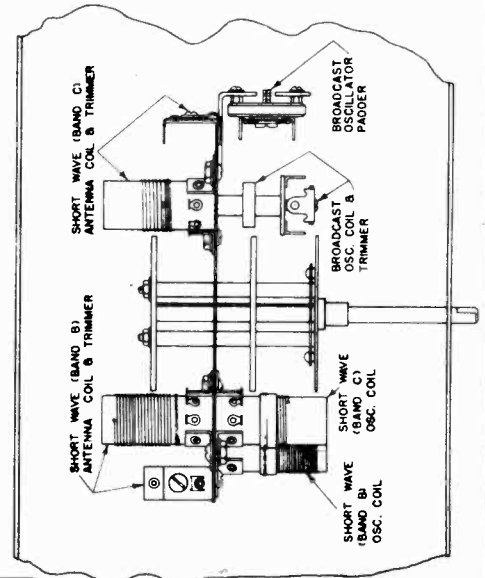 SHORT WAVE (BAND C)
ANTENNA COIL & TRIMMER
SHORT WAVE (BAND B)
ANTENNA COIL & TRIMMER
BROADCAST
OSCILLATOR
PADDER
BROADCAST
OSC. COIL &
TRIMMER
SHORT WAVE
(BAND C)
OSC. COIL
SHORT WAVE
(BAND B)
OSC. COIL